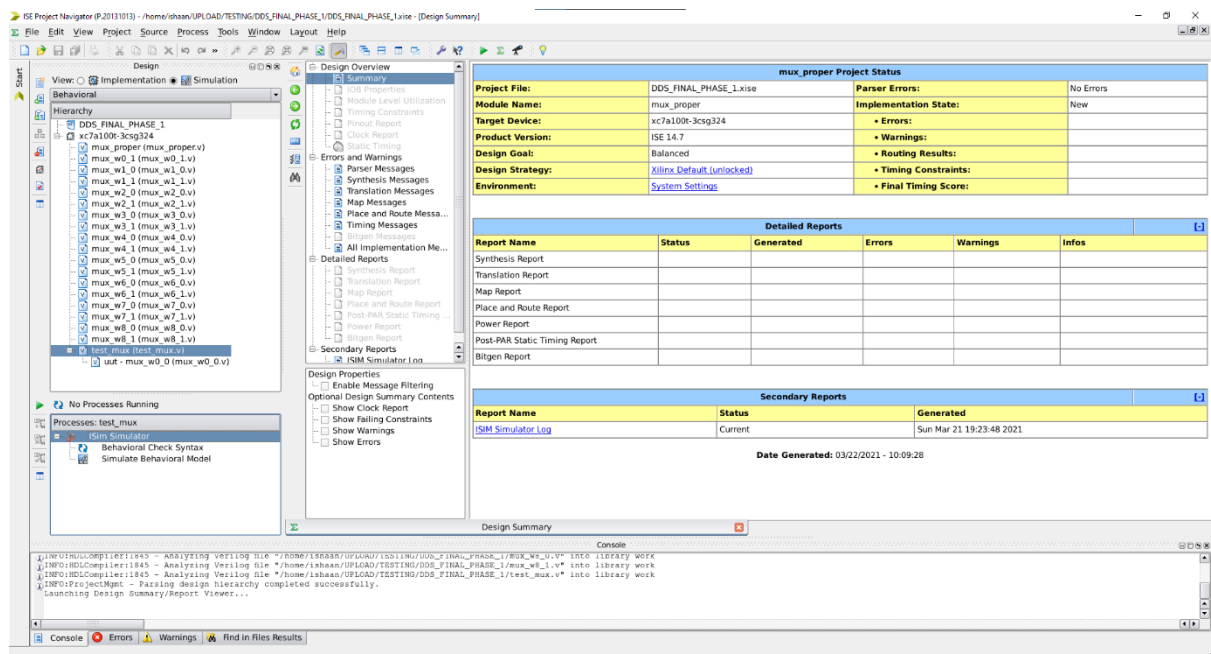 ISE Project Navigator (P.20131013) - /home/ishaan/UPLOAD/TESTING/DDS_FINAL_PHASE_1/DDS_FINAL_PHASE_1.xise - [Design Summary]
File Edit View Project Source Process Tools Window Layout Help
Start
Design
View: Implementation Simulation
Behavioral
Hierarchy
DDS_FINAL_PHASE_1
xc7a100t-3csg324
mux_proper (mux_proper.v)
mux_w0_1 (mux_w0_1.v)
mux_w1_0 (mux_w1_0.v)
mux_w1_1 (mux_w1_1.v)
mux_w2_0 (mux_w2_0.v)
mux_w2_1 (mux_w2_1.v)
mux_w3_0 (mux_w3_0.v)
mux_w3_1 (mux_w3_1.v)
mux_w4_0 (mux_w4_0.v)
mux_w4_1 (mux_w4_1.v)
mux_w5_0 (mux_w5_0.v)
mux_w5_1 (mux_w5_1.v)
mux_w6_0 (mux_w6_0.v)
mux_w6_1 (mux_w6_1.v)
mux_w7_0 (mux_w7_0.v)
mux_w7_1 (mux_w7_1.v)
mux_w8_0 (mux_w8_0.v)
mux_w8_1 (mux_w8_1.v)
test_mux (test_mux.v)
uut - mux_w0_0 (mux_w0_0.v)
No Processes Running
Processes: test_mux
ISim Simulator
Behavioral Check Syntax
Simulate Behavioral Model
Design Overview
Summary
IOB Properties
Module Level Utilization
Timing Constraints
Pinout Report
Clock Report
Static Timing
Errors and Warnings
Parser Messages
Synthesis Messages
Translation Messages
Map Messages
Place and Route Messa...
Timing Messages
Bitgen Messages
All Implementation Me...
Detailed Reports
Synthesis Report
Translation Report
Map Report
Place and Route Report
Post-PAR Static Timing ...
Power Report
Bitgen Report
Secondary Reports
ISIM Simulator Log
Design Properties
Enable Message Filtering
Optional Design Summary Contents
Show Clock Report
Show Failing Constraints
Show Warnings
Show Errors
mux_proper Project Status
Project File: DDS_FINAL_PHASE_1.xise Parser Errors: No Errors
Module Name: mux_proper Implementation State: New
Target Device: xc7a100t-3csg324 • Errors:
Product Version: ISE 14.7 • Warnings:
Design Goal: Balanced • Routing Results:
Design Strategy: Xilinx Default (unlocked) • Timing Constraints:
Environment: System Settings • Final Timing Score:
Detailed Reports [-]
Report Name Status Generated Errors Warnings Infos
Synthesis Report
Translation Report
Map Report
Place and Route Report
Power Report
Post-PAR Static Timing Report
Bitgen Report
Secondary Reports [-]
Report Name Status Generated
ISIM Simulator Log Current Sun Mar 21 19:23:48 2021
Date Generated: 03/22/2021 - 10:09:28
Design Summary
Console
INFO:HDLCompiler:1845 - Analyzing Verilog file "/home/ishaan/UPLOAD/TESTING/DDS_FINAL_PHASE_1/mux_w8_0.v" into library work
INFO:HDLCompiler:1845 - Analyzing Verilog file "/home/ishaan/UPLOAD/TESTING/DDS_FINAL_PHASE_1/mux_w8_1.v" into library work
INFO:HDLCompiler:1845 - Analyzing Verilog file "/home/ishaan/UPLOAD/TESTING/DDS_FINAL_PHASE_1/test_mux.v" into library work
INFO:ProjectMgmt - Parsing design hierarchy completed successfully.
Launching Design Summary/Report Viewer...
Console Errors Warnings Find in Files Results